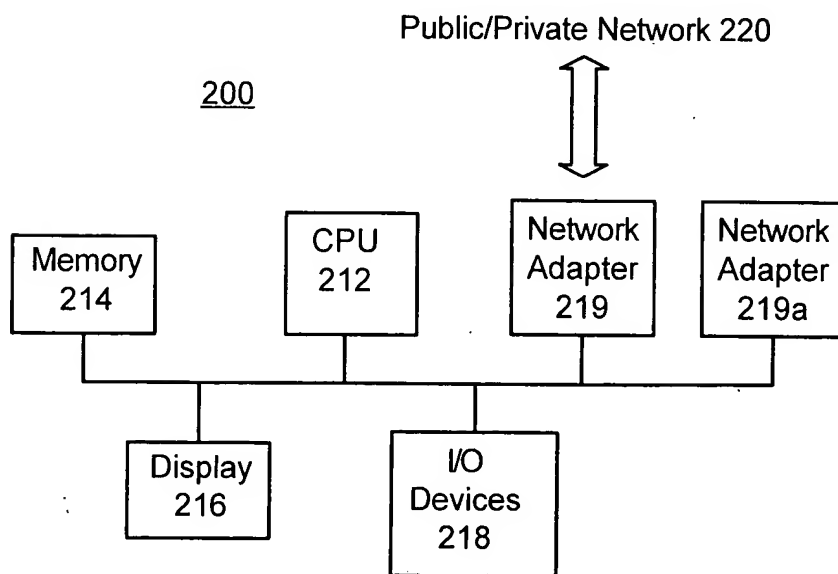 Public/Private Network 220
200
Memory
214
CPU
212
Network
Adapter
219
Network
Adapter
219a
Display
216
I/O
Devices
218